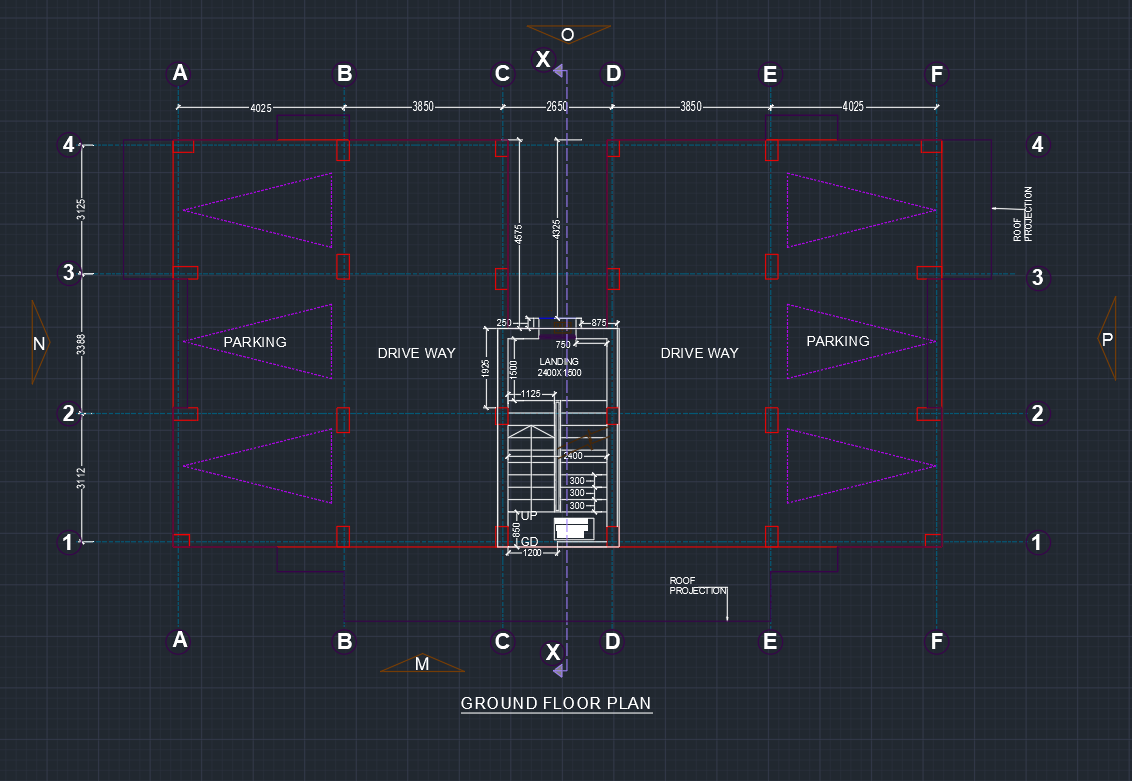 O
X
A B C D E F
4025 3850 2650 3850 4025
4 4
3125
4575
4325
ROOF
PROJECTION
3 3
250 875
N
3388
PARKING
DRIVE WAY
1925
1500
750
LANDING
2400X1500
1125
DRIVE WAY
PARKING
P
2 2
2400
3112
300
300
300
UP
850
GD
1 1
1200
ROOF
PROJECTION
A B C D E F
X
M
GROUND FLOOR PLAN